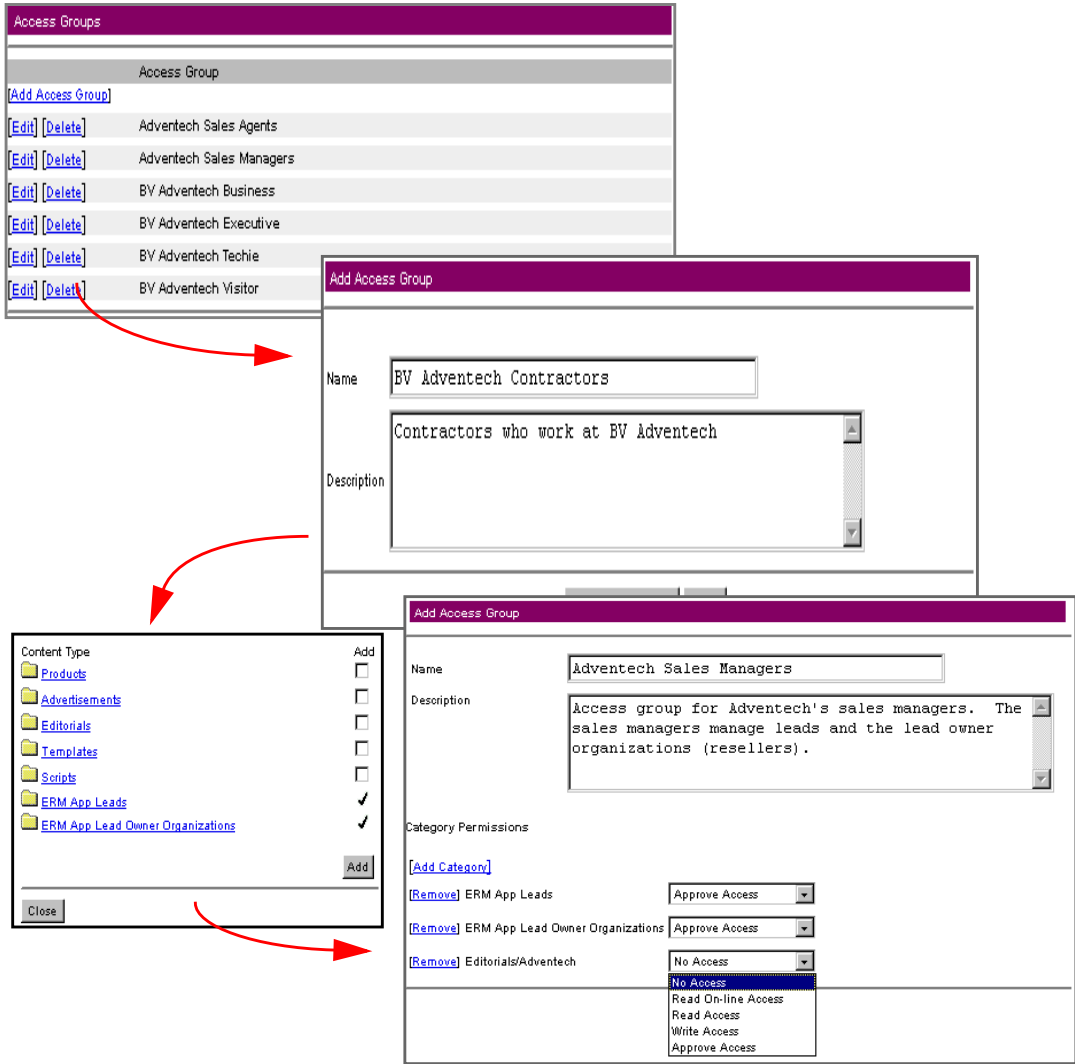 Access Groups
Access Group
[Add Access Group]
[Edit] [Delete] Adventech Sales Agents
[Edit] [Delete] Adventech Sales Managers
[Edit] [Delete] BV Adventech Business
[Edit] [Delete] BV Adventech Executive
[Edit] [Delete] BV Adventech Techie
[Edit] [Delete] BV Adventech Visitor
Add Access Group
Name BV Adventech Contractors
Contractors who work at BV Adventech
Description
Content Type Add
Products
Advertisements
Editorials
Templates
Scripts
ERM App Leads
ERM App Lead Owner Organizations
Add
Close
Add Access Group
Name Adventech Sales Managers
Description Access group for Adventech's sales managers. The
sales managers manage leads and the lead owner
organizations (resellers).
Category Permissions
[Add Category]
[Remove] ERM App Leads Approve Access
[Remove] ERM App Lead Owner Organizations Approve Access
[Remove] Editorials/Adventech No Access
No Access
Read On-line Access
Read Access
Write Access
Approve Access